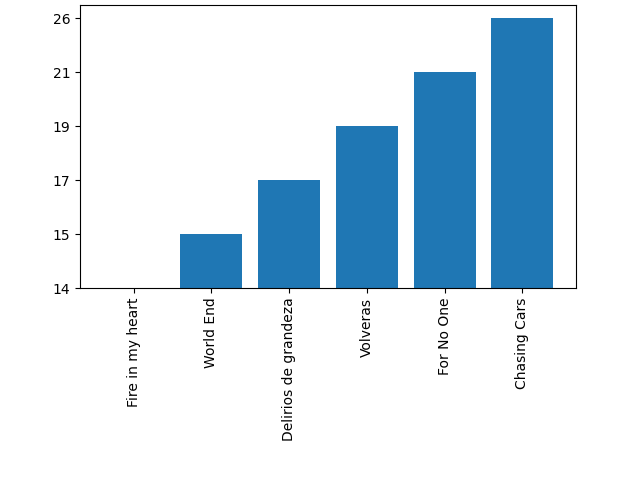 26
21
19
17
15
14
Fire in my heart
World End
Delirios de grandeza
Volveras
For No One
Chasing Cars